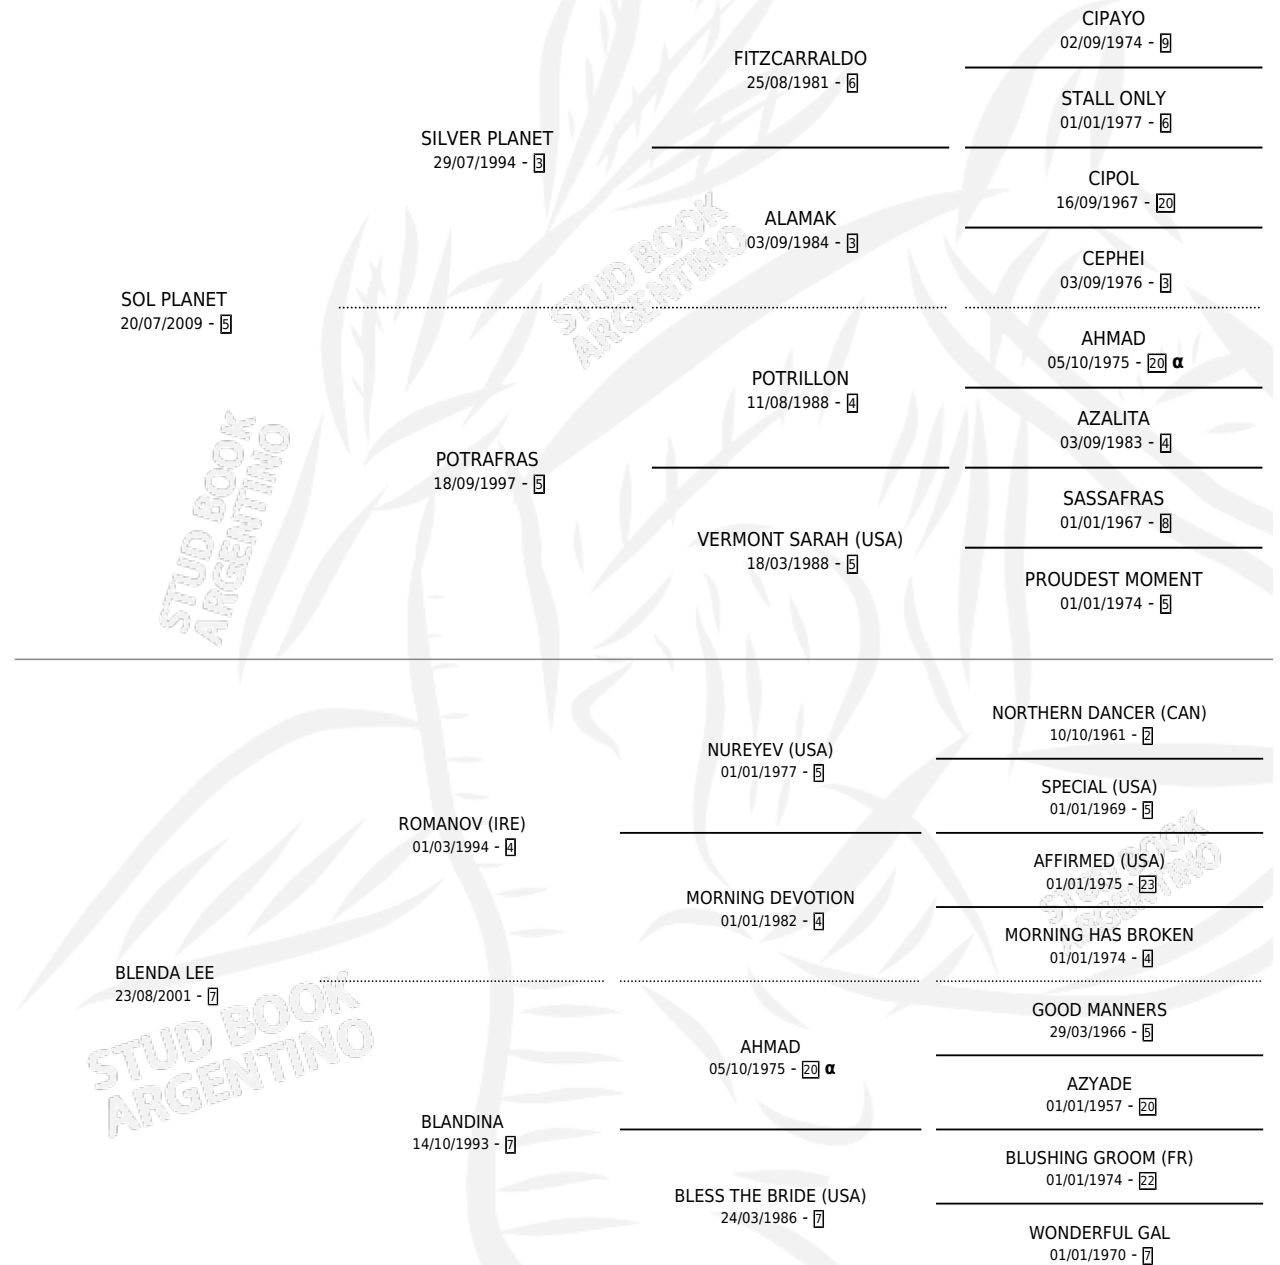 SOL PLANET
20/07/2009 - 5
SILVER PLANET
29/07/1994 - 3
FITZCARRALDO
25/08/1981 - 6
CIPAYO
02/09/1974 - 9
STALL ONLY
01/01/1977 - 6
ALAMAK
03/09/1984 - 3
CIPOL
16/09/1967 - 20
CEPHEI
03/09/1976 - 3
POTRAFRAS
18/09/1997 - 5
POTRILLON
11/08/1988 - 4
AHMAD
05/10/1975 - 20 α
AZALITA
03/09/1983 - 4
VERMONT SARAH (USA)
18/03/1988 - 5
SASSAFRAS
01/01/1967 - 8
PROUDEST MOMENT
01/01/1974 - 5
BLENDA LEE
23/08/2001 - 7
ROMANOV (IRE)
01/03/1994 - 4
NUREYEV (USA)
01/01/1977 - 5
NORTHERN DANCER (CAN)
10/10/1961 - 2
SPECIAL (USA)
01/01/1969 - 5
MORNING DEVOTION
01/01/1982 - 4
AFFIRMED (USA)
01/01/1975 - 23
MORNING HAS BROKEN
01/01/1974 - 4
BLANDINA
14/10/1993 - 7
AHMAD
05/10/1975 - 20 α
GOOD MANNERS
29/03/1966 - 5
AZYADE
01/01/1957 - 20
BLESS THE BRIDE (USA)
24/03/1986 - 7
BLUSHING GROOM (FR)
01/01/1974 - 22
WONDERFUL GAL
01/01/1970 - 7
STUD BOOK
ARGENTINO
STUD BOOK
ARGENTINO
STUD BOOK
ARGENTINO
STUD BOOK
ARGENTINO